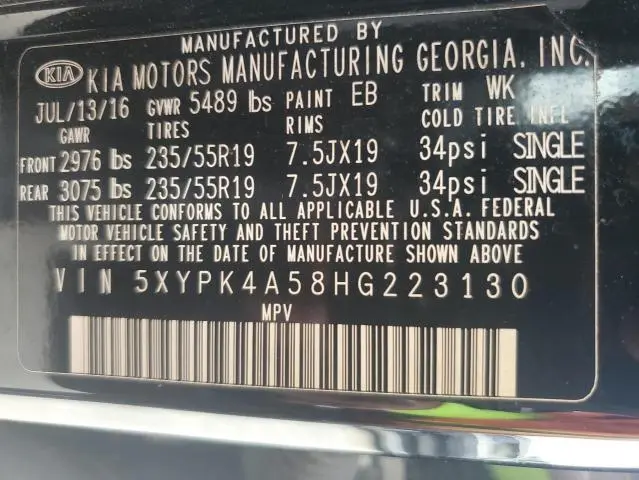 MANUFACTURED BY
KIA KIA MOTORS MANUFACTURING GEORGIA, INC.
JUL/13/16 GVWR 5489 lbs PAINT EB TRIM WK
GAWR TIRES RIMS COLD TIRE INFL
FRONT 2976 lbs 235/55R19 7.5JX19 34psi SINGLE
REAR 3075 lbs 235/55R19 7.5JX19 34psi SINGLE
THIS VEHICLE CONFORMS TO ALL APPLICABLE U.S.A. FEDERAL
MOTOR VEHICLE SAFETY AND THEFT PREVENTION STANDARDS
IN EFFECT ON THE DATE OF MANUFACTURE SHOWN ABOVE
VIN 5XYPK4A58HG223130
MPV